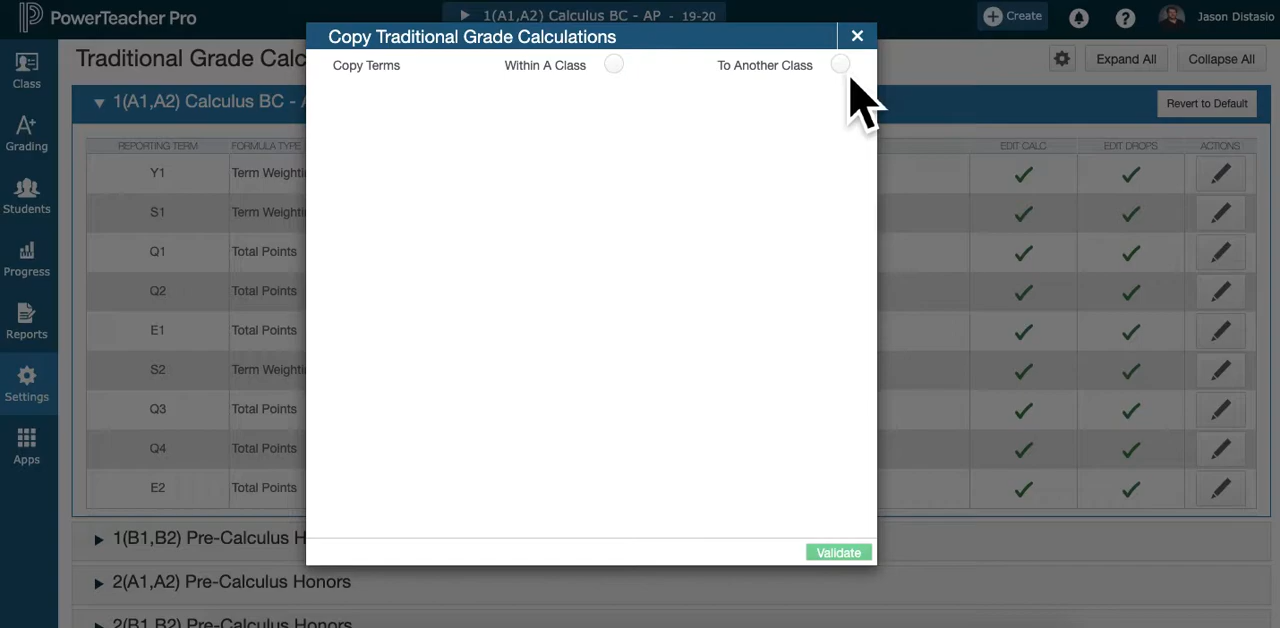 PowerTeacher Pro
1(A1,A2) Calculus BC - AP - 19-20
Create
?
Jason Distasio
Class
Grading
Students
Progress
Reports
Settings
Apps
Traditional Grade Calc
Expand All
Collapse All
1(A1,A2) Calculus BC - A
Revert to Default
REPORTING TERM FORMULA TYPE EDIT CALC EDIT DROPS ACTIONS
Y1 Term Weighti
S1 Term Weighti
Q1 Total Points
Q2 Total Points
E1 Total Points
S2 Term Weighti
Q3 Total Points
Q4 Total Points
E2 Total Points
1(B1,B2) Pre-Calculus H
2(A1,A2) Pre-Calculus Honors
2(B1,B2) Pre-Calculus Honors
Copy Traditional Grade Calculations
Copy Terms Within A Class To Another Class
Validate